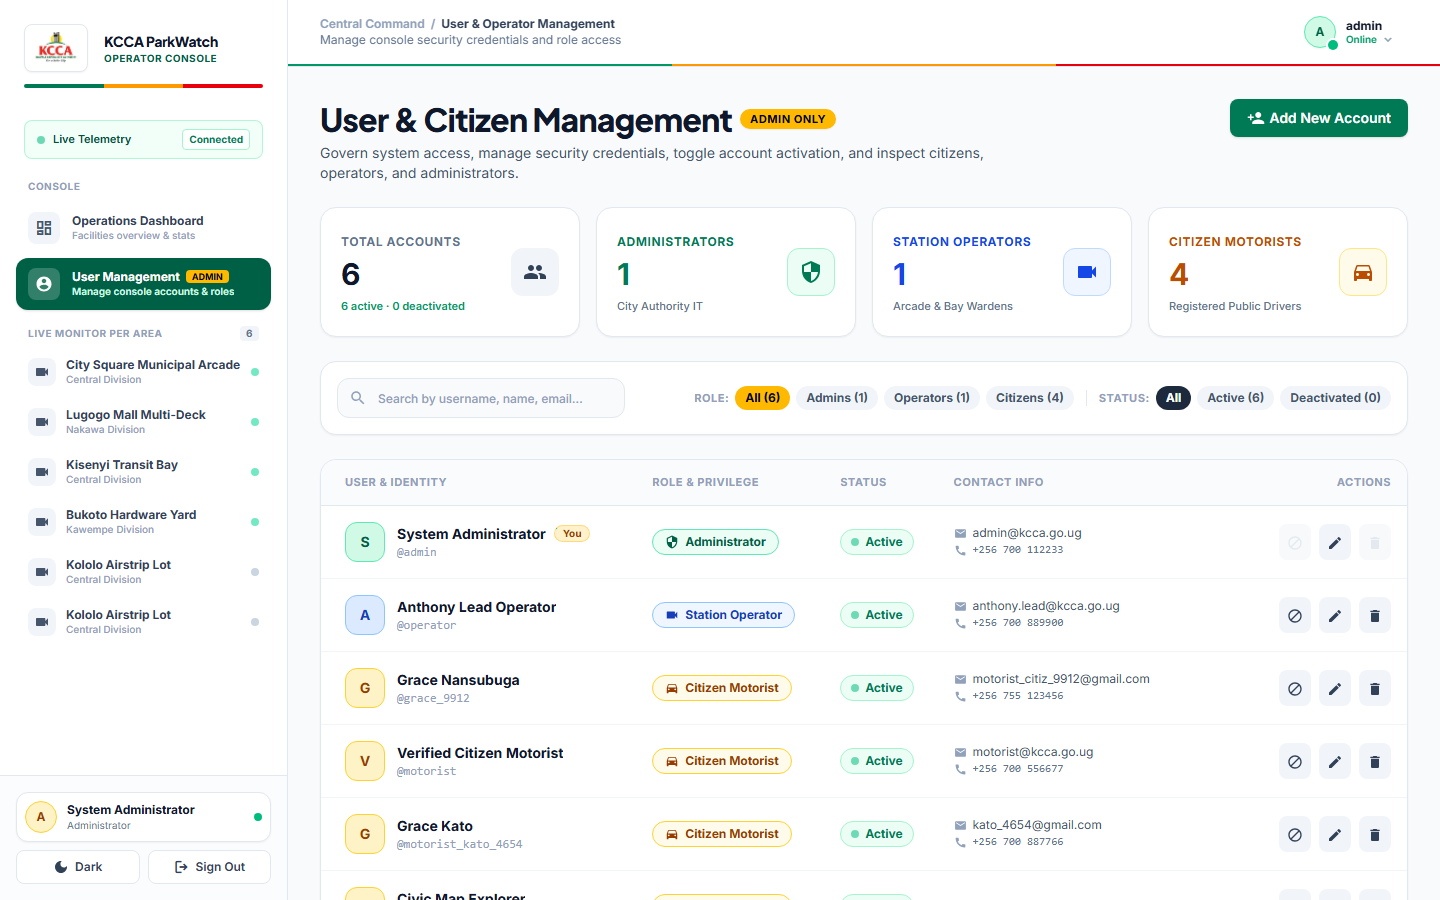 KCCA
KCCA ParkWatch
OPERATOR CONSOLE
Live Telemetry
Connected
CONSOLE
Operations Dashboard
Facilities overview & stats
User Management ADMIN
Manage console accounts & roles
LIVE MONITOR PER AREA 6
City Square Municipal Arcade
Central Division
Lugogo Mall Multi-Deck
Nakawa Division
Kisenyi Transit Bay
Central Division
Bukoto Hardware Yard
Kawempe Division
Kololo Airstrip Lot
Central Division
Kololo Airstrip Lot
Central Division
A
System Administrator
Administrator
Dark
Sign Out
Central Command / User & Operator Management
Manage console security credentials and role access
A
admin
Online
User & Citizen Management ADMIN ONLY
Govern system access, manage security credentials, toggle account activation, and inspect citizens,
operators, and administrators.
Add New Account
TOTAL ACCOUNTS
6
6 active · 0 deactivated
ADMINISTRATORS
1
City Authority IT
STATION OPERATORS
1
Arcade & Bay Wardens
CITIZEN MOTORISTS
4
Registered Public Drivers
Search by username, name, email...
ROLE: All (6) Admins (1) Operators (1) Citizens (4) STATUS: All Active (6) Deactivated (0)
USER & IDENTITY ROLE & PRIVILEGE STATUS CONTACT INFO ACTIONS
S System Administrator You Administrator Active admin@kcca.go.ug
@admin +256 700 112233
A Anthony Lead Operator Station Operator Active anthony.lead@kcca.go.ug
@operator +256 700 889900
G Grace Nansubuga Citizen Motorist Active motorist_citiz_9912@gmail.com
@grace_9912 +256 755 123456
V Verified Citizen Motorist Citizen Motorist Active motorist@kcca.go.ug
@motorist +256 700 556677
G Grace Kato Citizen Motorist Active kato_4654@gmail.com
@motorist_kato_4654 +256 700 887766
Civic Map Explorer